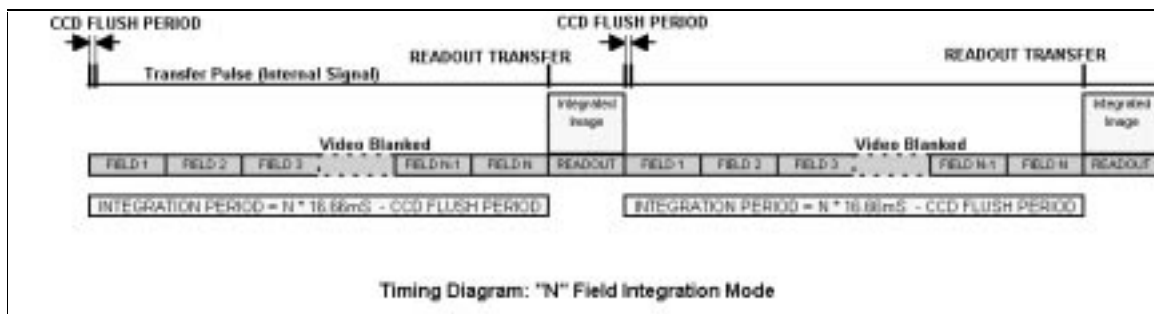 CCD FLUSH PERIOD CCD FLUSH PERIOD
READOUT TRANSFER READOUT TRANSFER
Transfer Pulse (Internal Signal)
Integrated Image Integrated Image
Video Blanked Video Blanked
FIELD 1 FIELD 2 FIELD 3 FIELD N-1 FIELD N READOUT FIELD 1 FIELD 2 FIELD 3 FIELD N-1 FIELD N READOUT
INTEGRATION PERIOD = N * 16.66mS - CCD FLUSH PERIOD INTEGRATION PERIOD = N * 16.66mS - CCD FLUSH PERIOD
Timing Diagram: "N" Field Integration Mode